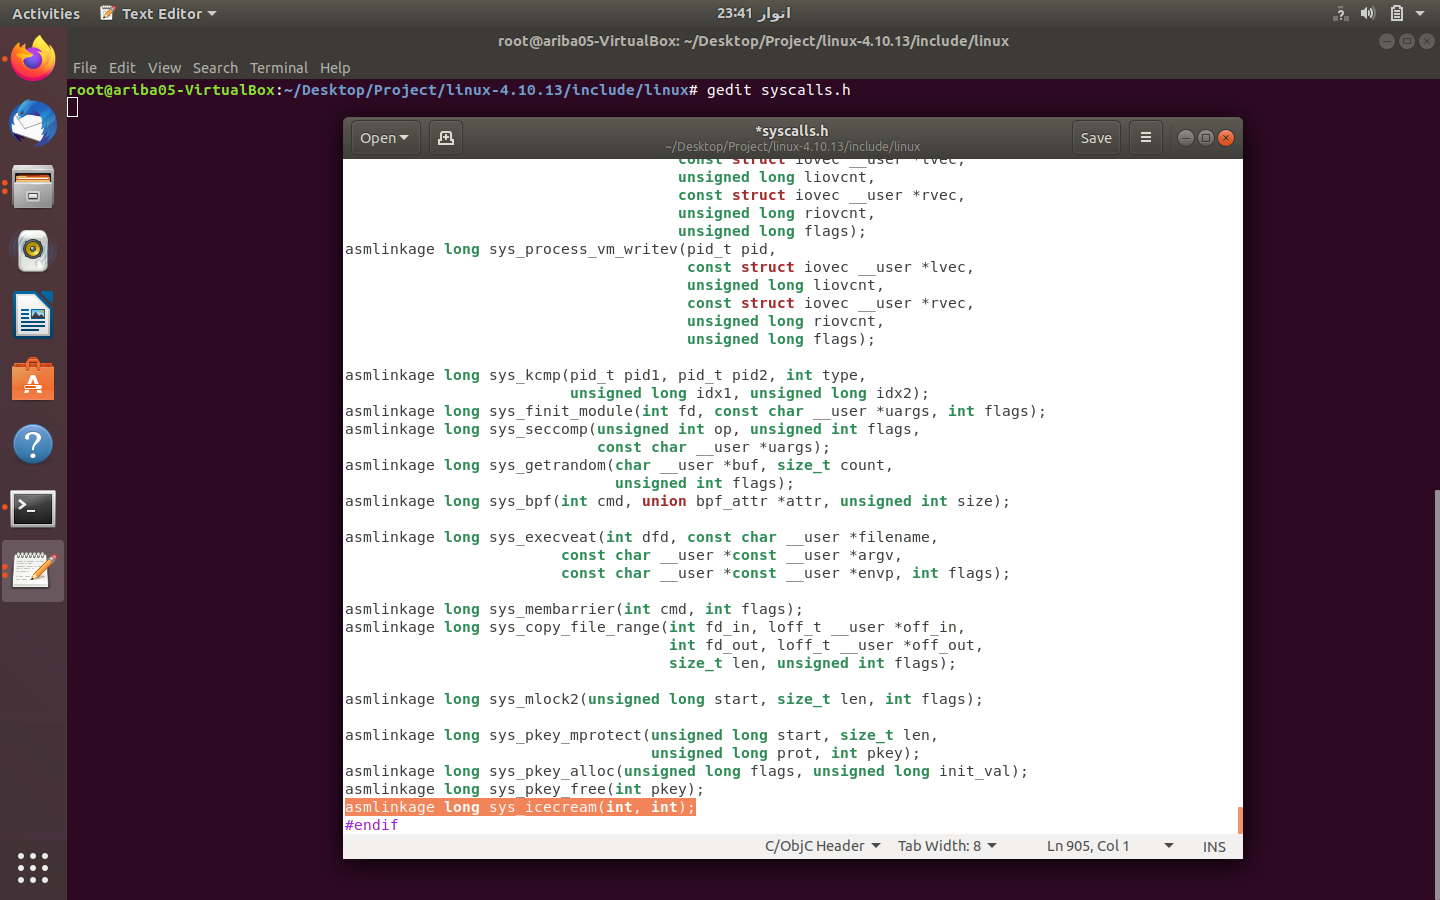 Activities
Text Editor
اتوار 23:41
root@ariba05-VirtualBox: ~/Desktop/Project/linux-4.10.13/include/linux
File Edit View Search Terminal Help
root@ariba05-VirtualBox:~/Desktop/Project/linux-4.10.13/include/linux# gedit syscalls.h
Open
*syscalls.h
~/Desktop/Project/linux-4.10.13/include/linux
Save
const struct iovec __user *lvec,
unsigned long liovcnt,
const struct iovec __user *rvec,
unsigned long riovcnt,
unsigned long flags);
asmlinkage long sys_process_vm_writev(pid_t pid,
const struct iovec __user *lvec,
unsigned long liovcnt,
const struct iovec __user *rvec,
unsigned long riovcnt,
unsigned long flags);
asmlinkage long sys_kcmp(pid_t pid1, pid_t pid2, int type,
unsigned long idx1, unsigned long idx2);
asmlinkage long sys_finit_module(int fd, const char __user *uargs, int flags);
asmlinkage long sys_seccomp(unsigned int op, unsigned int flags,
const char __user *uargs);
asmlinkage long sys_getrandom(char __user *buf, size_t count,
unsigned int flags);
asmlinkage long sys_bpf(int cmd, union bpf_attr *attr, unsigned int size);
asmlinkage long sys_execveat(int dfd, const char __user *filename,
const char __user *const __user *argv,
const char __user *const __user *envp, int flags);
asmlinkage long sys_membarrier(int cmd, int flags);
asmlinkage long sys_copy_file_range(int fd_in, loff_t __user *off_in,
int fd_out, loff_t __user *off_out,
size_t len, unsigned int flags);
asmlinkage long sys_mlock2(unsigned long start, size_t len, int flags);
asmlinkage long sys_pkey_mprotect(unsigned long start, size_t len,
unsigned long prot, int pkey);
asmlinkage long sys_pkey_alloc(unsigned long flags, unsigned long init_val);
asmlinkage long sys_pkey_free(int pkey);
asmlinkage long sys_icecream(int, int);
#endif
C/ObjC Header
Tab Width: 8
Ln 905, Col 1
INS